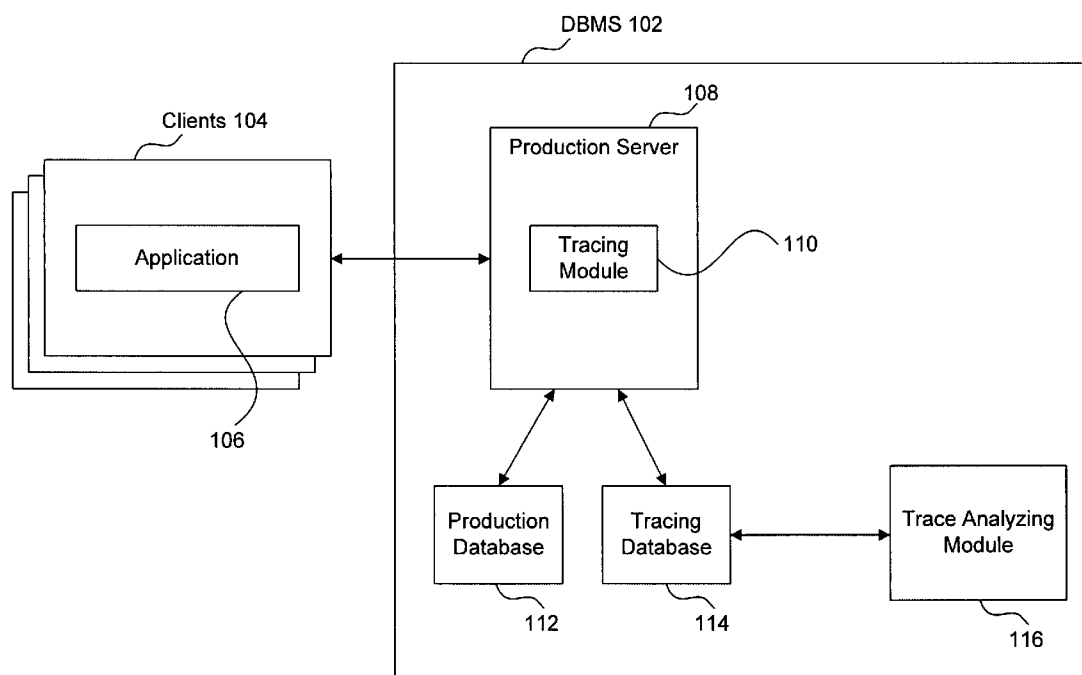 DBMS 102
Clients 104
108
Production Server
Application
Tracing
Module
110
106
Production
Database
Tracing
Database
Trace Analyzing
Module
112
114
116